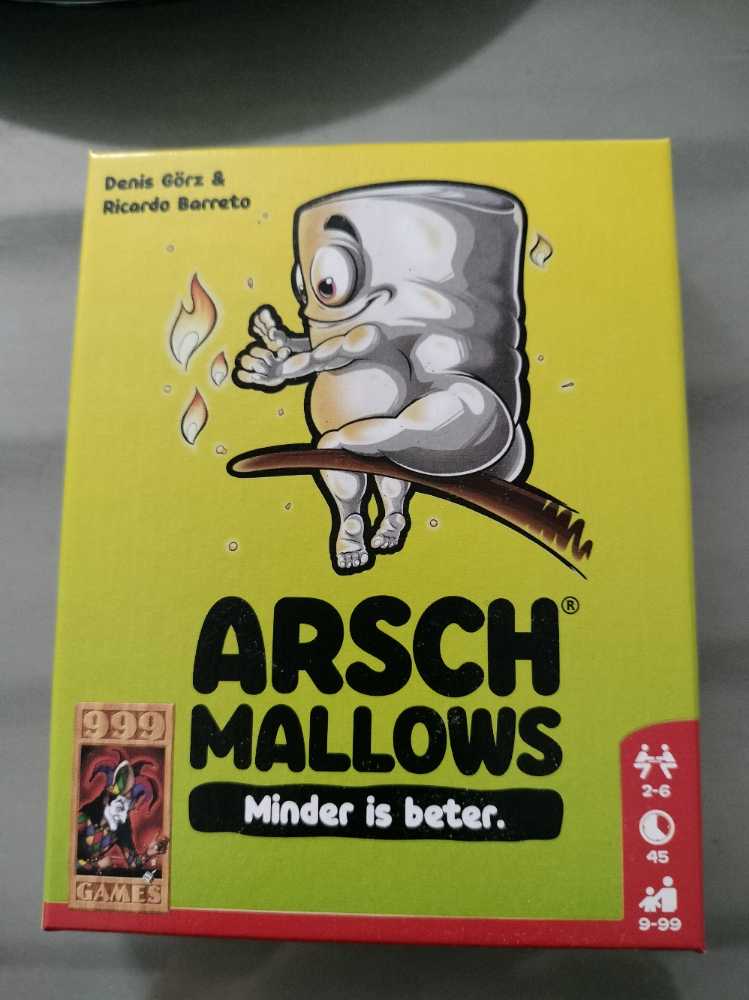 Denis Görz &
Ricardo Barreto
ARSCH®
MALLOWS
Minder is beter.
999
GAMES
2-6
45
9-99